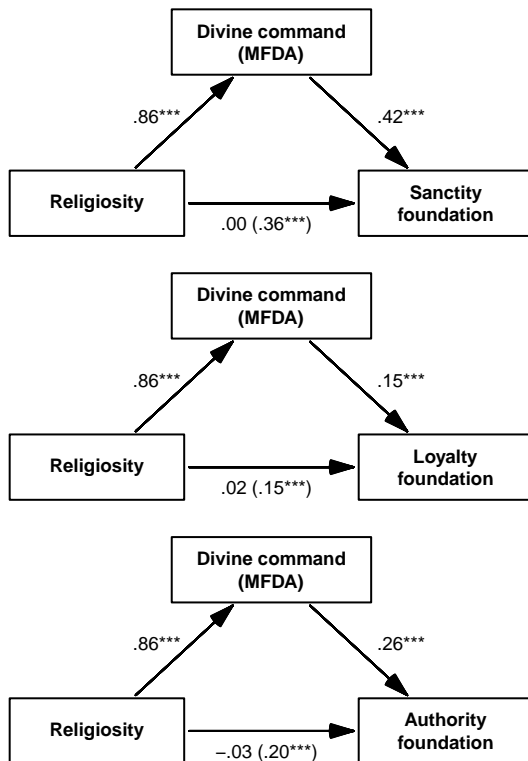 Divine command
(MFDA)
.86***
.42***
Religiosity
Sanctity
foundation
.00 (.36***)
Divine command
(MFDA)
.86***
.15***
Religiosity
Loyalty
foundation
.02 (.15***)
Divine command
(MFDA)
.86***
.26***
Religiosity
Authority
foundation
–.03 (.20***)